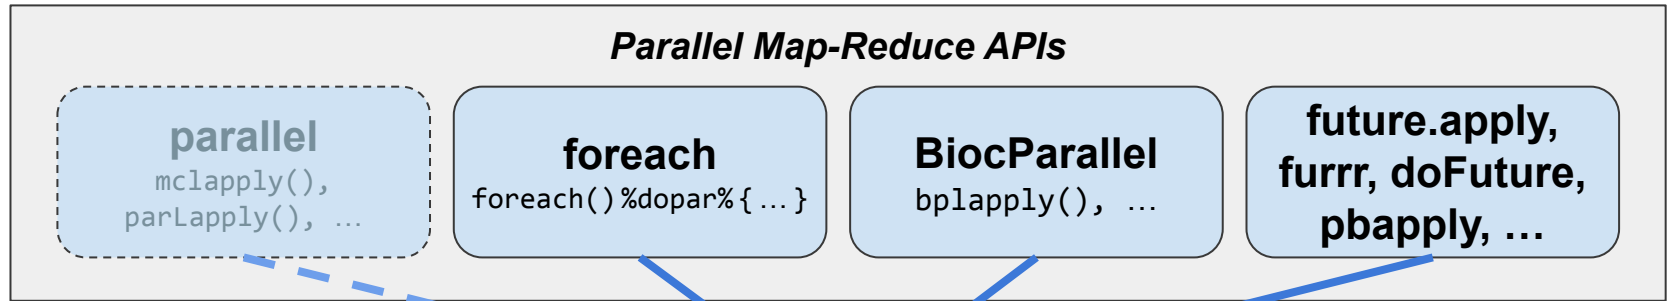 Parallel Map-Reduce APIs
parallel
mclapply(),
parLapply(), …
foreach
foreach()%dopar%{…}
BiocParallel
bplapply(), …
future.apply,
furrr, doFuture,
pbapply, …